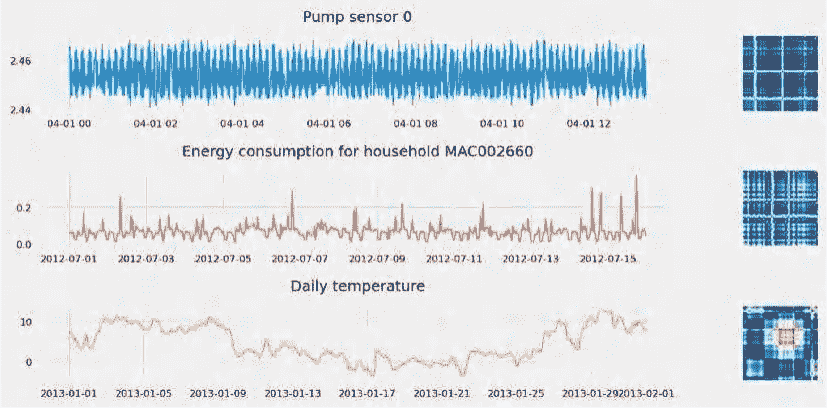 Pump sensor 0
2.46
2.44
04-01 00 04-01 02 04-01 04 04-01 06 04-01 08 04-01 10 04-01 12
Energy consumption for household MAC002660
0.2
0.0
2012-07-01 2012-07-03 2012-07-05 2012-07-07 2012-07-09 2012-07-11 2012-07-13 2012-07-15
Daily temperature
10
0
2013-01-01 2013-01-05 2013-01-09 2013-01-13 2013-01-17 2013-01-21 2013-01-25 2013-01-29 2013-02-01